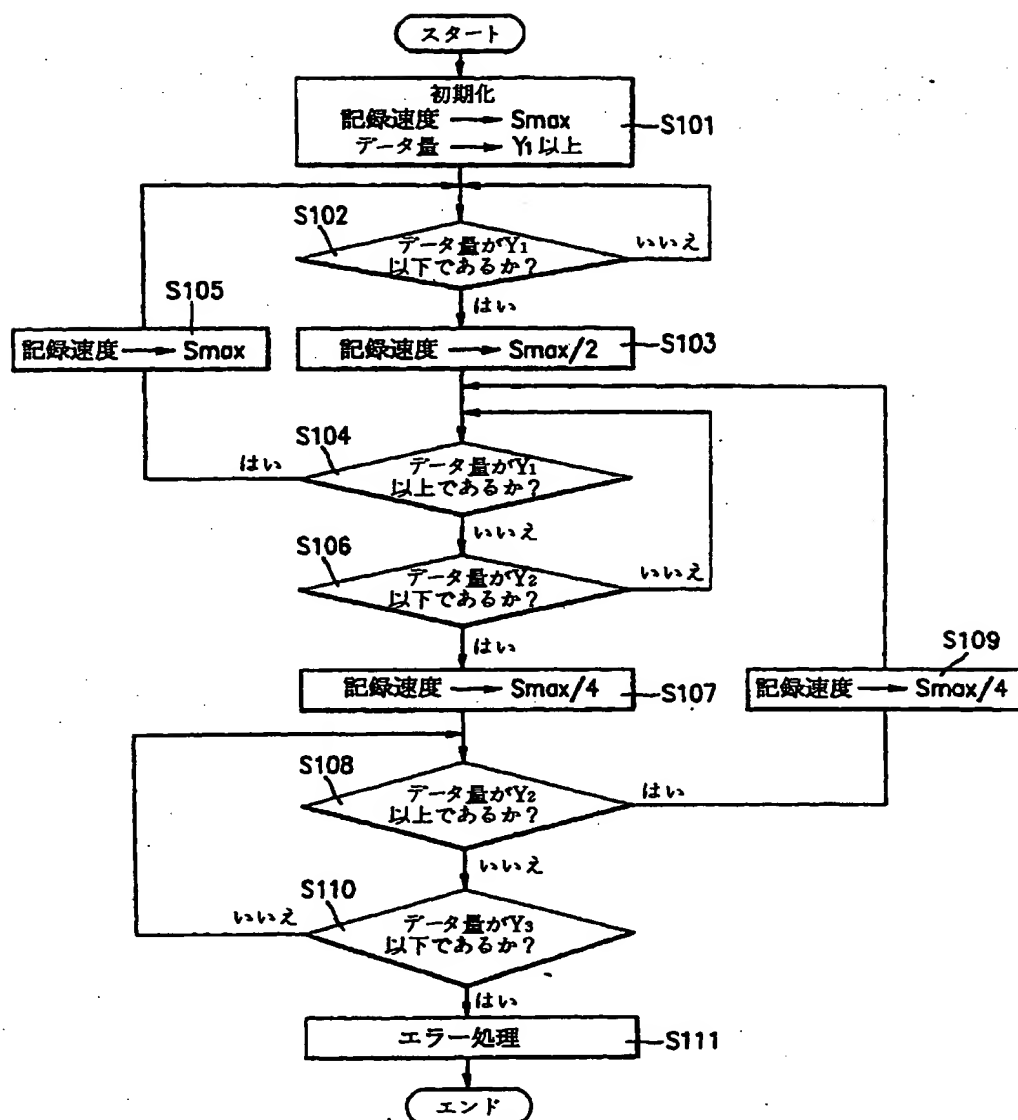 スタート
初期化
記録速度 → Smax
データ量 → Y1以上
S101
S102
データ量がY1
以下であるか？
いいえ
はい
S105
記録速度 → Smax
記録速度 → Smax/2
S103
S104
はい
データ量がY1
以上であるか？
いいえ
S106
データ量がY2
以下であるか？
いいえ
はい
記録速度 → Smax/4
S107
S109
記録速度 → Smax/4
S108
データ量がY2
以上であるか？
はい
いいえ
S110
いいえ
データ量がY3
以下であるか？
はい
エラー処理
S111
エンド